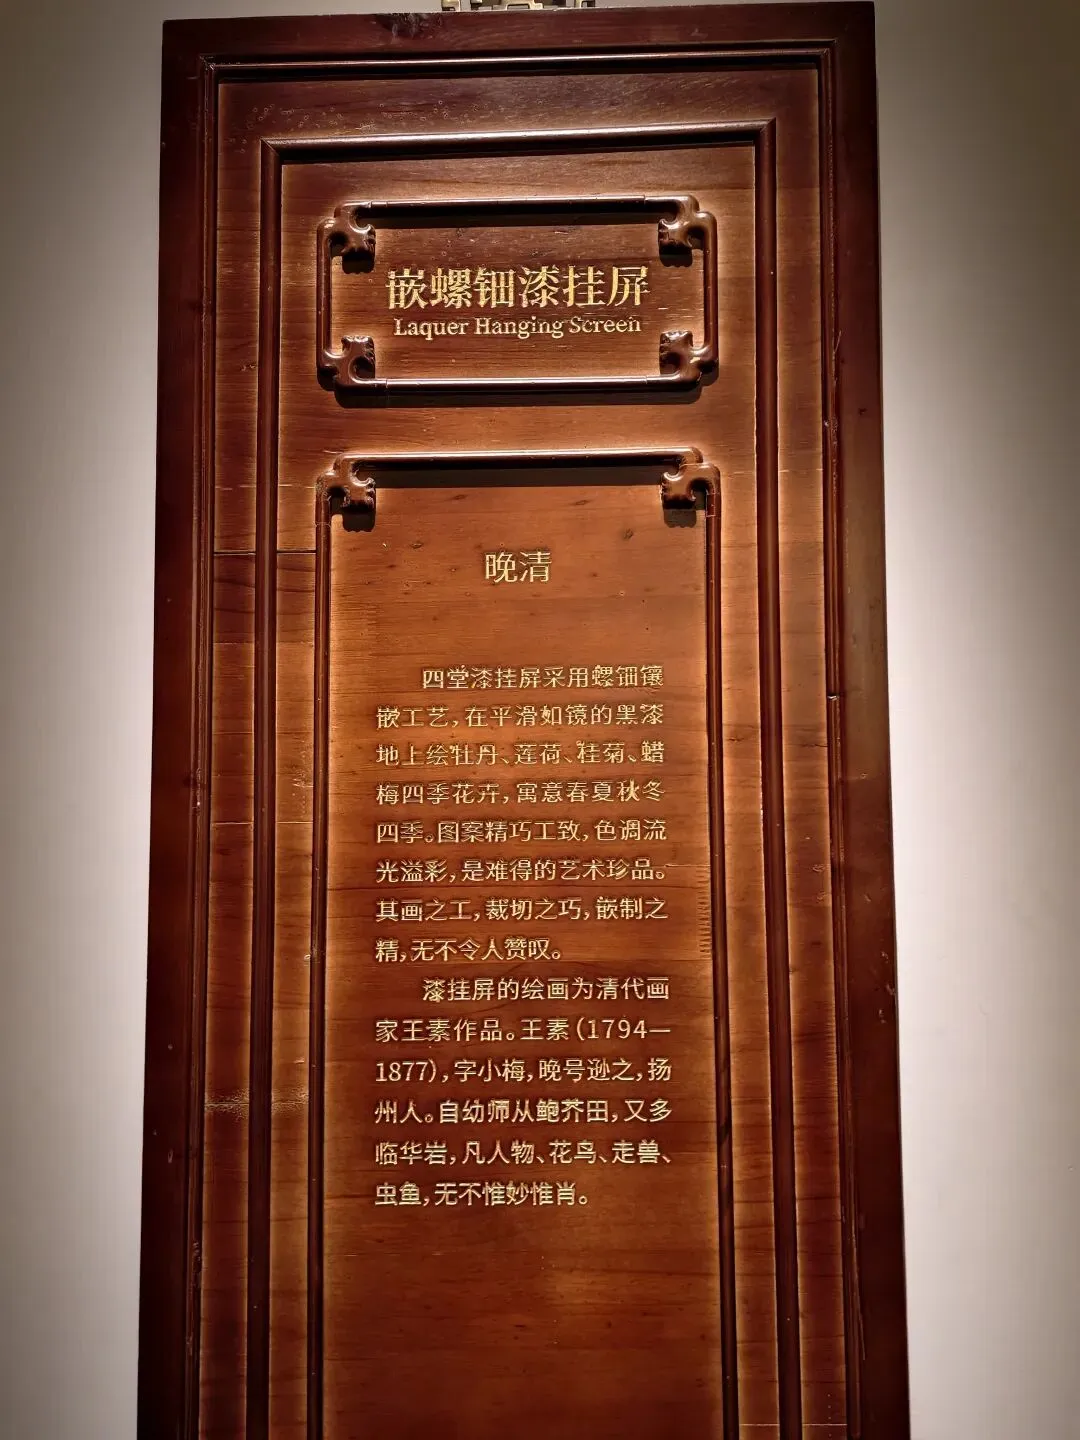 嵌螺钿漆挂屏
Laquer Hanging Screen
晚清
四堂漆挂屏采用螺钿镶
嵌工艺,在平滑如镜的黑漆
地上绘牡丹、莲荷、桂菊、蜡
梅四季花卉,寓意春夏秋冬
四季。图案精巧工致,色调流
光溢彩,是难得的艺术珍品。
其画之工,裁切之巧,嵌制之
精,无不令人赞叹。
漆挂屏的绘画为清代画
家王素作品。王素(1794—
1877),字小梅,晚号逊之,扬
州人。自幼师从鲍芥田,又多
临华岩,凡人物、花鸟、走兽、
虫鱼,无不惟妙惟肖。